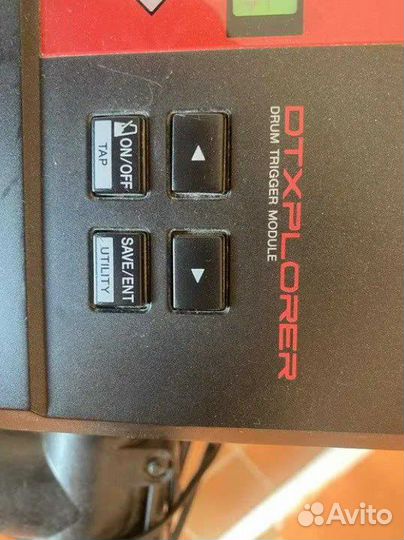 DTXPLORER
DRUM TRIGGER MODULE
ON/OFF
TAP
SAVE/ENT
UTILITY
Avito